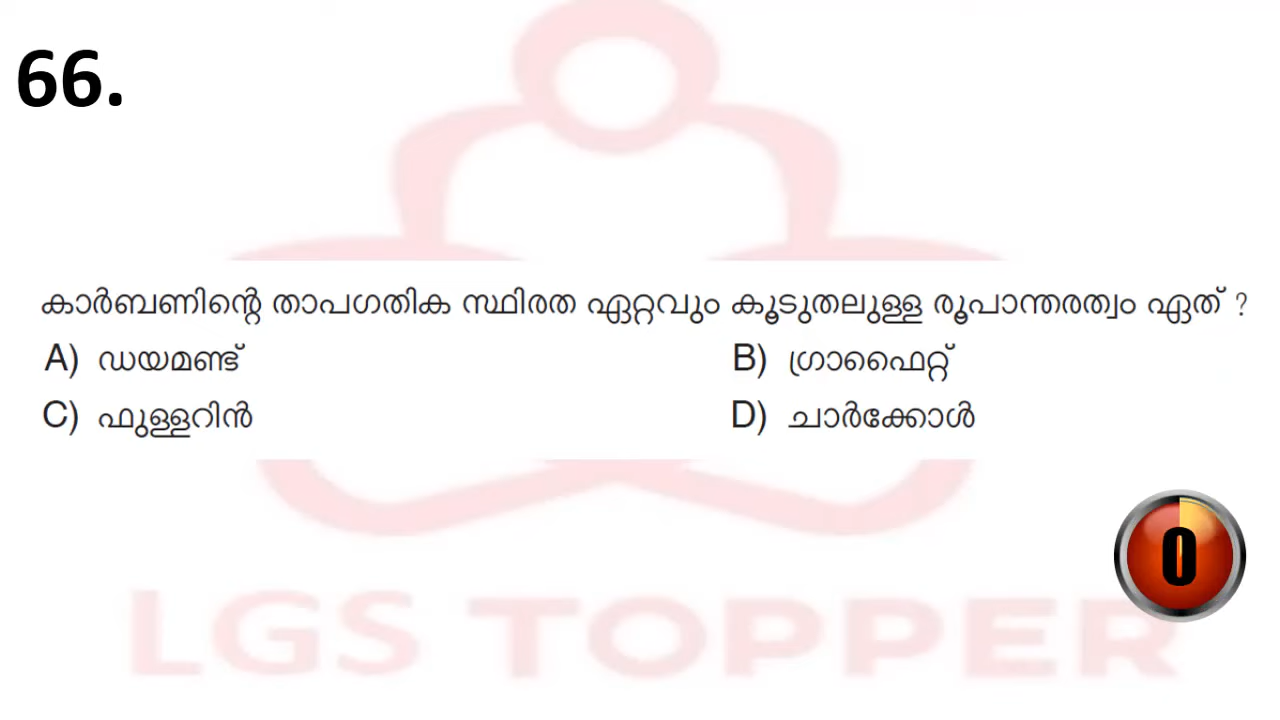 66.
കാർബണിന്റെ താപഗതിക സ്ഥിരത ഏറ്റവും കൂടുതലുള്ള രൂപാന്തരത്വം ഏത് ?
A) ഡയമണ്ട് B) ഗ്രാഫൈറ്റ്
C) ഫുള്ളറിൻ D) ചാർക്കോൾ
0
LGS TOPPER